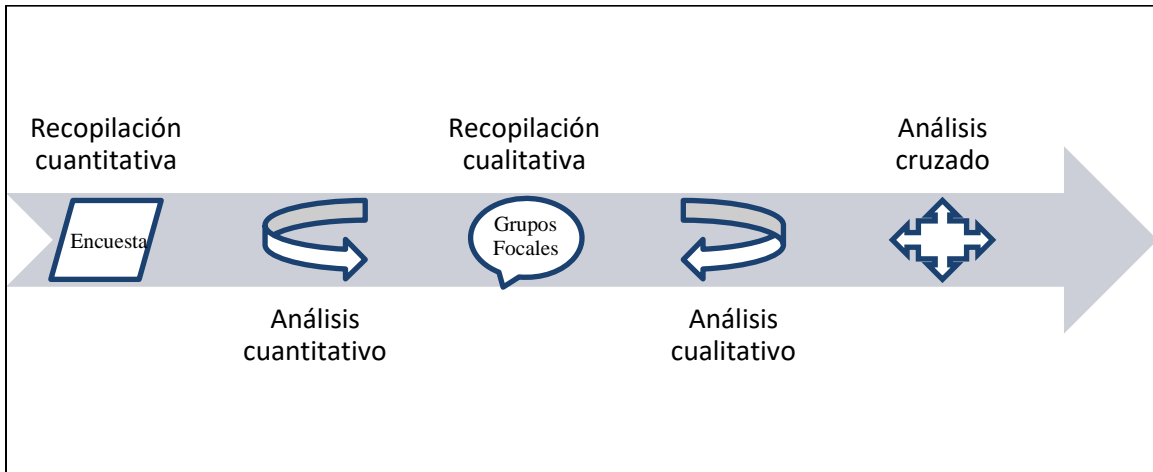 Recopilación
cuantitativa
Encuesta
Análisis
cuantitativo
Recopilación
cualitativa
Grupos
Focales
Análisis
cualitativo
Análisis
cruzado